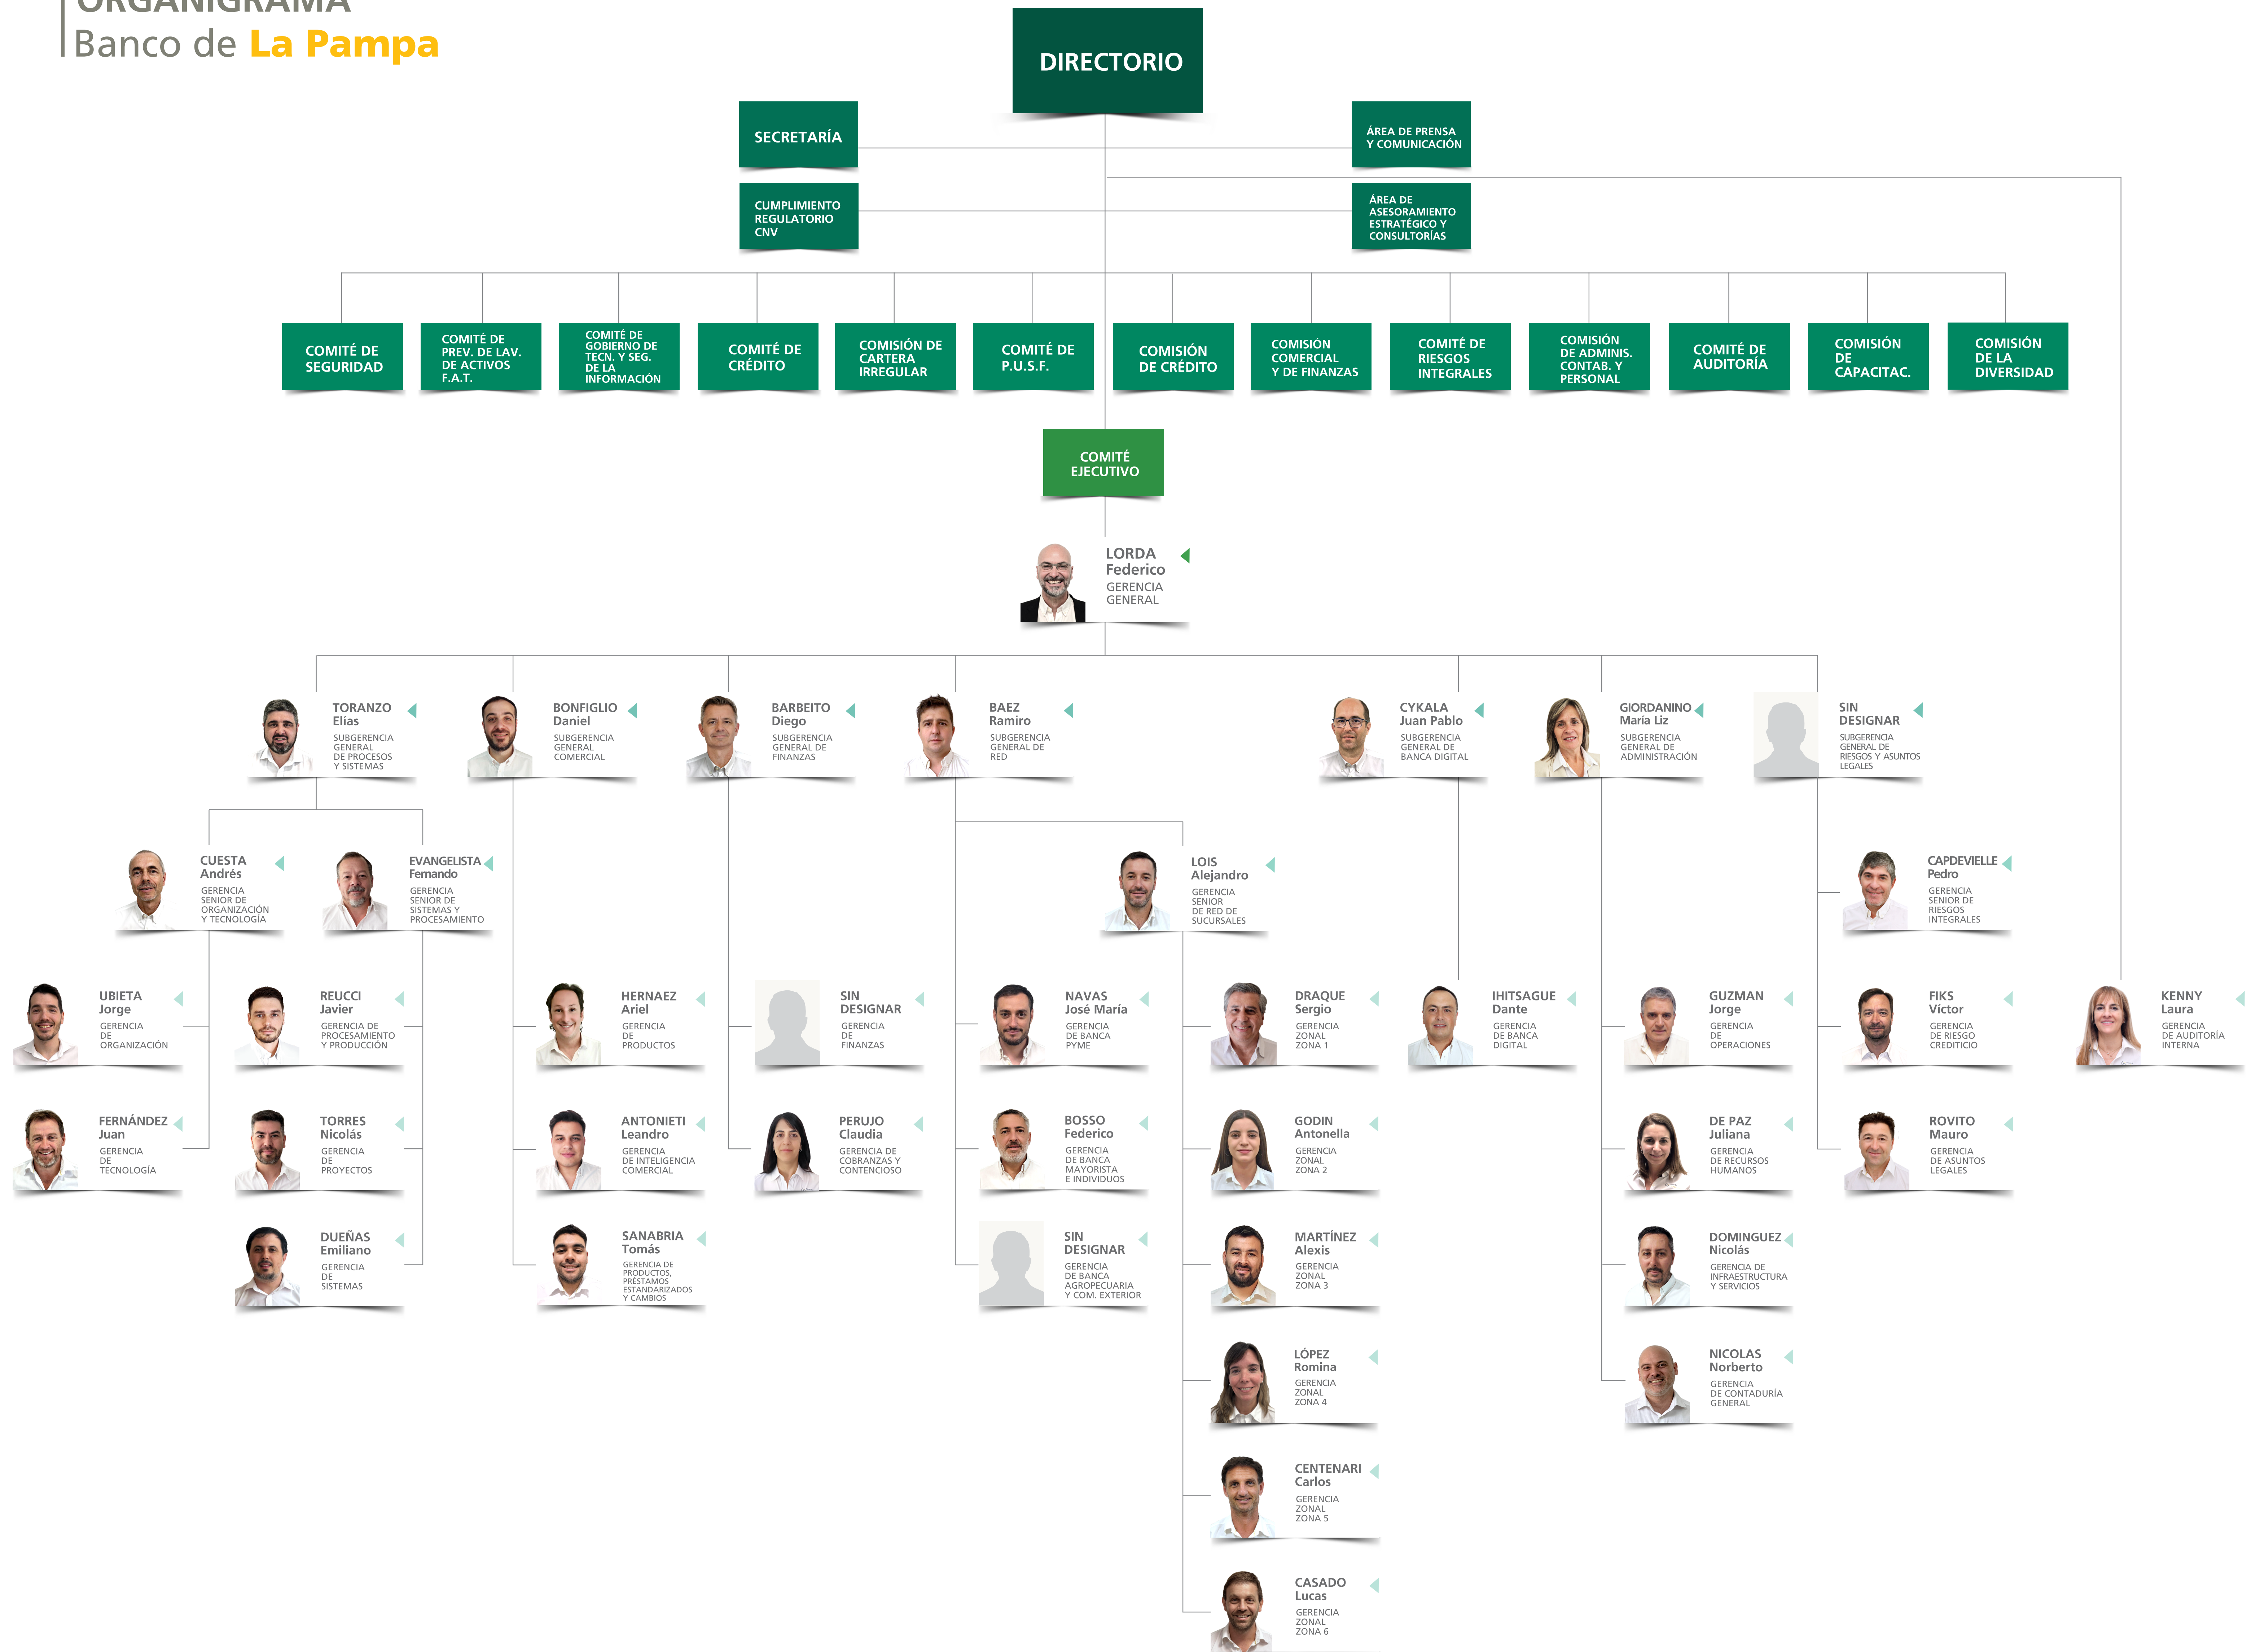 ORGANIGRAMA
Banco de La Pampa
DIRECTORIO
SECRETARÍA
ÁREA DE PRENSA
Y COMUNICACIÓN
CUMPLIMIENTO
REGULATORIO
CNV
ÁREA DE
ASESORAMIENTO
ESTRATÉGICO Y
CONSULTORÍAS
COMITÉ DE
SEGURIDAD
COMITÉ DE
PREV. DE LAV.
DE ACTIVOS
F.A.T.
COMITÉ DE
GOBIERNO DE
TECN. Y SEG.
DE LA
INFORMACIÓN
COMITÉ DE
CRÉDITO
COMISIÓN DE
CARTERA
IRREGULAR
COMITÉ DE
P.U.S.F.
COMISIÓN
DE CRÉDITO
COMISIÓN
COMERCIAL
Y DE FINANZAS
COMITÉ DE
RIESGOS
INTEGRALES
COMISIÓN
DE ADMINIS.
CONTAB. Y
PERSONAL
COMITÉ DE
AUDITORÍA
COMISIÓN
DE
CAPACITAC.
COMISIÓN
DE LA
DIVERSIDAD
COMITÉ
EJECUTIVO
LORDA
Federico
GERENCIA
GENERAL
TORANZO
Elías
SUBGERENCIA
GENERAL
DE PROCESOS
Y SISTEMAS
BONFIGLIO
Daniel
SUBGERENCIA
GENERAL
COMERCIAL
BARBEITO
Diego
SUBGERENCIA
GENERAL DE
FINANZAS
BAEZ
Ramiro
SUBGERENCIA
GENERAL DE
RED
CYKALA
Juan Pablo
SUBGERENCIA
GENERAL DE
BANCA DIGITAL
GIORDANINO
María Liz
SUBGERENCIA
GENERAL DE
ADMINISTRACIÓN
SIN
DESIGNAR
SUBGERENCIA
GENERAL DE
RIESGOS Y ASUNTOS
LEGALES
CUESTA
Andrés
GERENCIA
SENIOR DE
ORGANIZACIÓN
Y TECNOLOGÍA
EVANGELISTA
Fernando
GERENCIA
SENIOR DE
SISTEMAS Y
PROCESAMIENTO
LOIS
Alejandro
GERENCIA
SENIOR
DE RED DE
SUCURSALES
CAPDEVIELLE
Pedro
GERENCIA
SENIOR DE
RIESGOS
INTEGRALES
UBIETA
Jorge
GERENCIA
DE
ORGANIZACIÓN
REUCCI
Javier
GERENCIA DE
PROCESAMIENTO
Y PRODUCCIÓN
HERNAEZ
Ariel
GERENCIA
DE
PRODUCTOS
SIN
DESIGNAR
GERENCIA
DE
FINANZAS
NAVAS
José María
GERENCIA
DE BANCA
PYME
DRAQUE
Sergio
GERENCIA
ZONAL
ZONA 1
IHITSAGUE
Dante
GERENCIA
DE BANCA
DIGITAL
GUZMAN
Jorge
GERENCIA
DE
OPERACIONES
FIKS
Víctor
GERENCIA
DE RIESGO
CREDITICIO
KENNY
Laura
GERENCIA
DE AUDITORÍA
INTERNA
FERNÁNDEZ
Juan
GERENCIA
DE
TECNOLOGÍA
TORRES
Nicolás
GERENCIA
DE
PROYECTOS
ANTONIETI
Leandro
GERENCIA
DE INTELIGENCIA
COMERCIAL
PERUJO
Claudia
GERENCIA DE
COBRANZAS Y
CONTENCIOSO
BOSSO
Federico
GERENCIA
DE BANCA
MAYORISTA
E INDIVIDUOS
GODIN
Antonella
GERENCIA
ZONAL
ZONA 2
DE PAZ
Juliana
GERENCIA
DE RECURSOS
HUMANOS
ROVITO
Mauro
GERENCIA
DE ASUNTOS
LEGALES
DUEÑAS
Emiliano
GERENCIA
DE
SISTEMAS
SANABRIA
Tomás
GERENCIA DE
PRODUCTOS,
PRÉSTAMOS
ESTANDARIZADOS
Y CAMBIOS
SIN
DESIGNAR
GERENCIA
DE BANCA
AGROPECUARIA
Y COM. EXTERIOR
MARTÍNEZ
Alexis
GERENCIA
ZONAL
ZONA 3
DOMINGUEZ
Nicolás
GERENCIA DE
INFRAESTRUCTURA
Y SERVICIOS
LÓPEZ
Romina
GERENCIA
ZONAL
ZONA 4
NICOLAS
Norberto
GERENCIA
DE CONTADURÍA
GENERAL
CENTENARI
Carlos
GERENCIA
ZONAL
ZONA 5
CASADO
Lucas
GERENCIA
ZONAL
ZONA 6